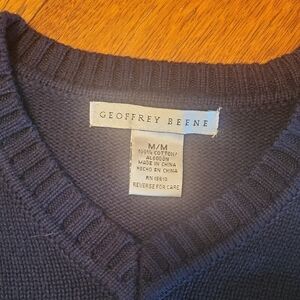 GEOFFREY BEENE
M/M
100% COTTON/
ALGODON
MADE IN CHINA
HECHO EN CHINA
REVERSE FOR CARE